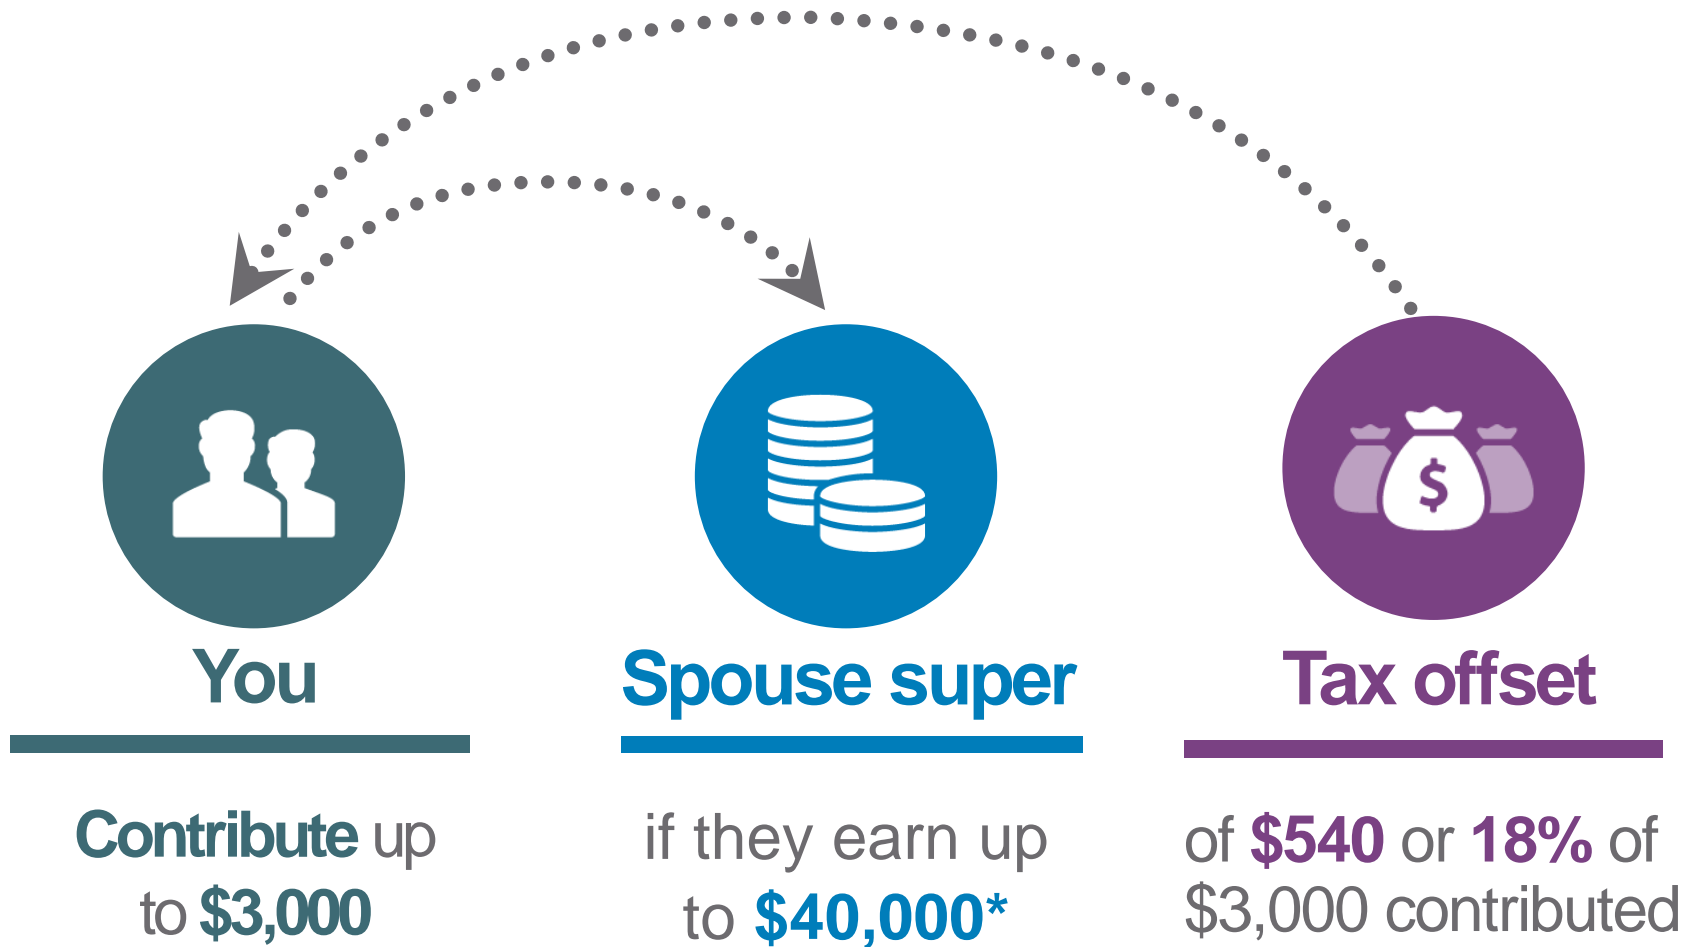 $
You
Contribute up
to $3,000
Spouse super
if they earn up
to $40,000*
Tax offset
of $540 or 18% of
$3,000 contributed